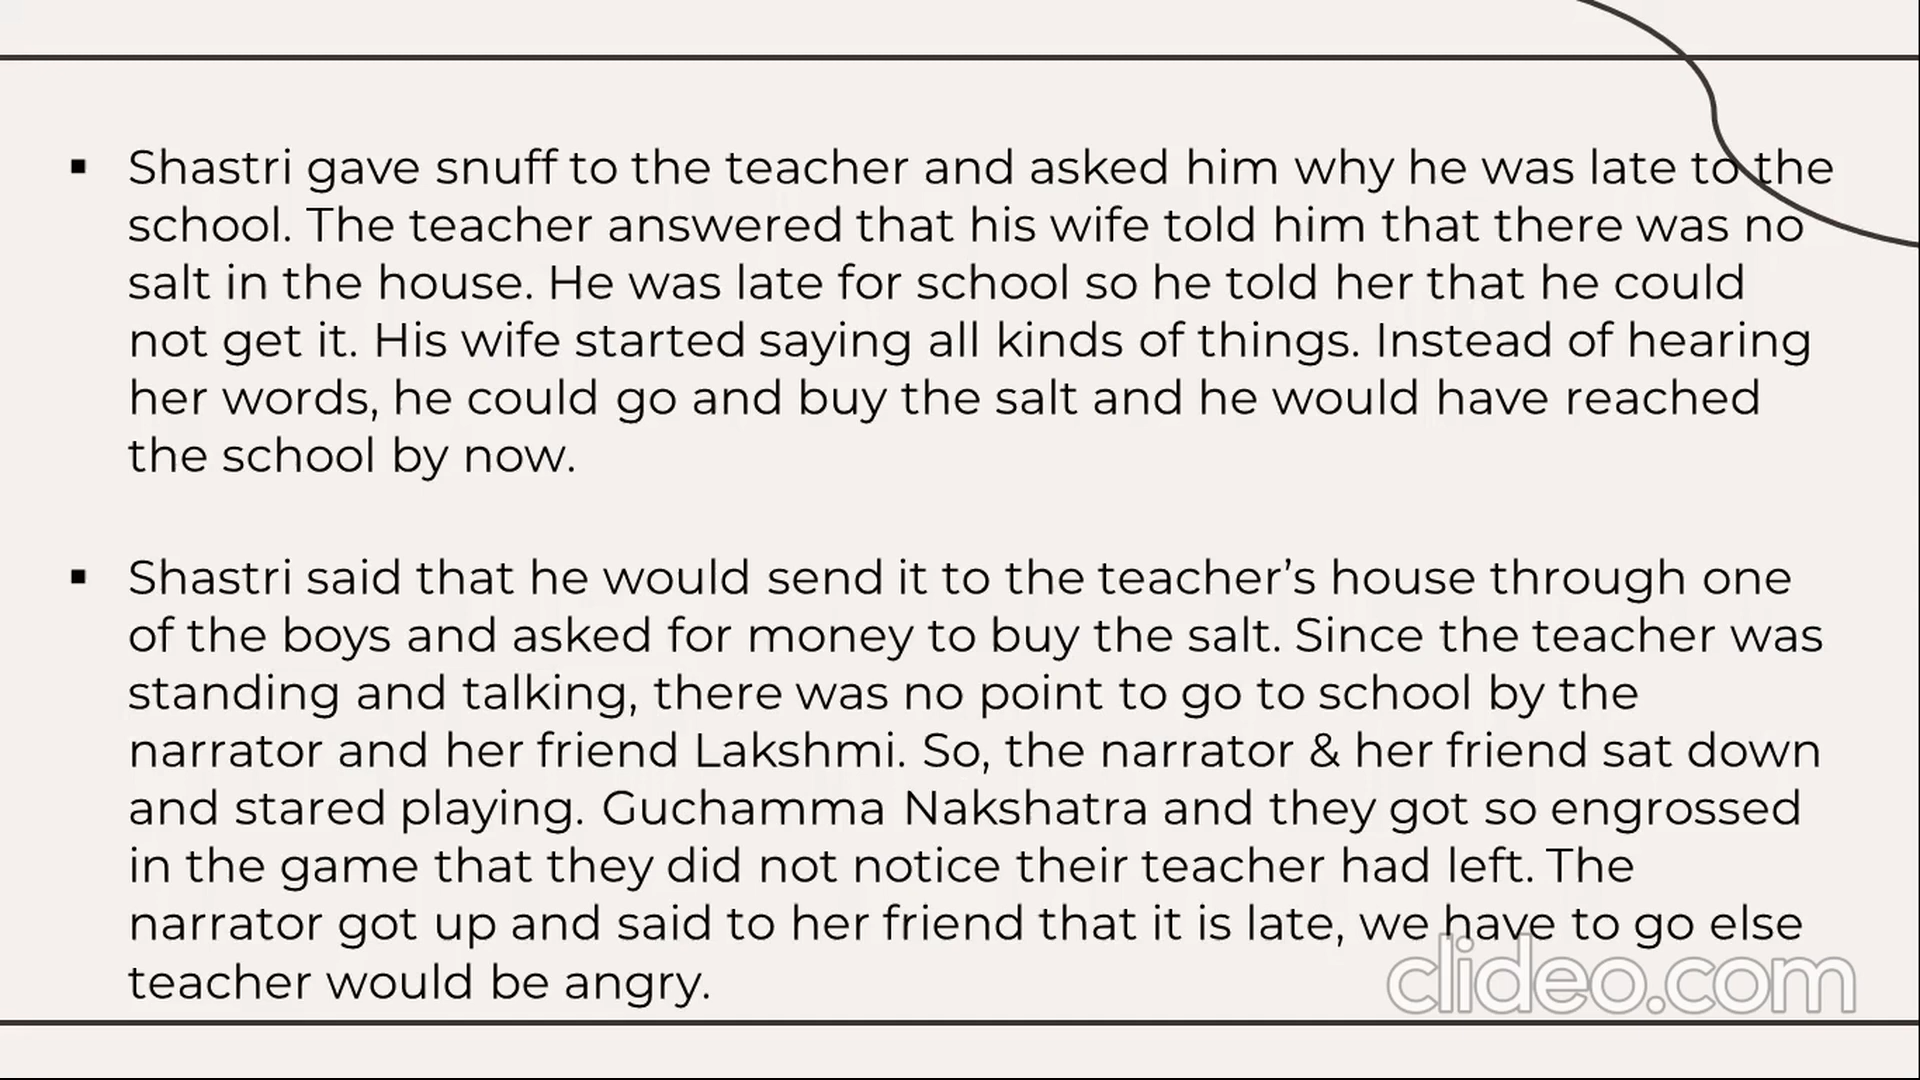 ▪ Shastri gave snuff to the teacher and asked him why he was late to the
school. The teacher answered that his wife told him that there was no
salt in the house. He was late for school so he told her that he could
not get it. His wife started saying all kinds of things. Instead of hearing
her words, he could go and buy the salt and he would have reached
the school by now.
▪ Shastri said that he would send it to the teacher’s house through one
of the boys and asked for money to buy the salt. Since the teacher was
standing and talking, there was no point to go to school by the
narrator and her friend Lakshmi. So, the narrator & her friend sat down
and stared playing. Guchamma Nakshatra and they got so engrossed
in the game that they did not notice their teacher had left. The
narrator got up and said to her friend that it is late, we have to go else
teacher would be angry.
clideo.com